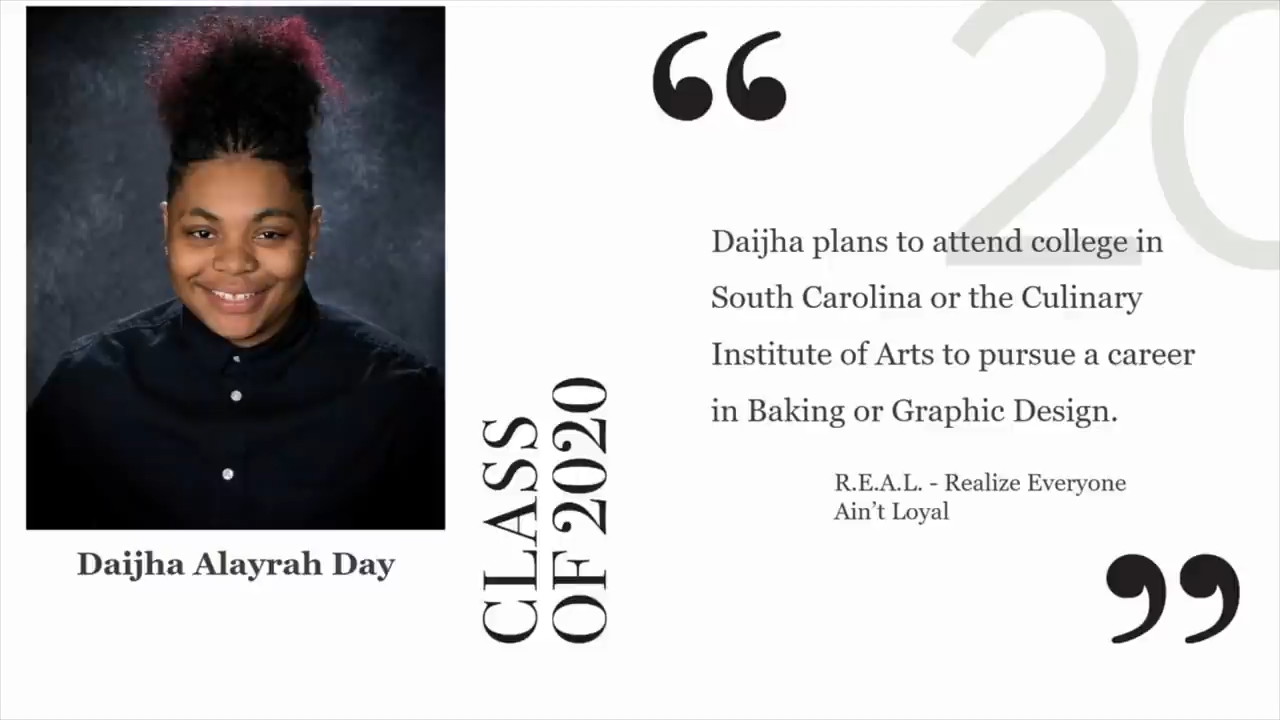 20
“
Daijha plans to attend college in
South Carolina or the Culinary
Institute of Arts to pursue a career
in Baking or Graphic Design.
R.E.A.L. - Realize Everyone
Ain’t Loyal
”
CLASS
OF 2020
Daijha Alayrah Day